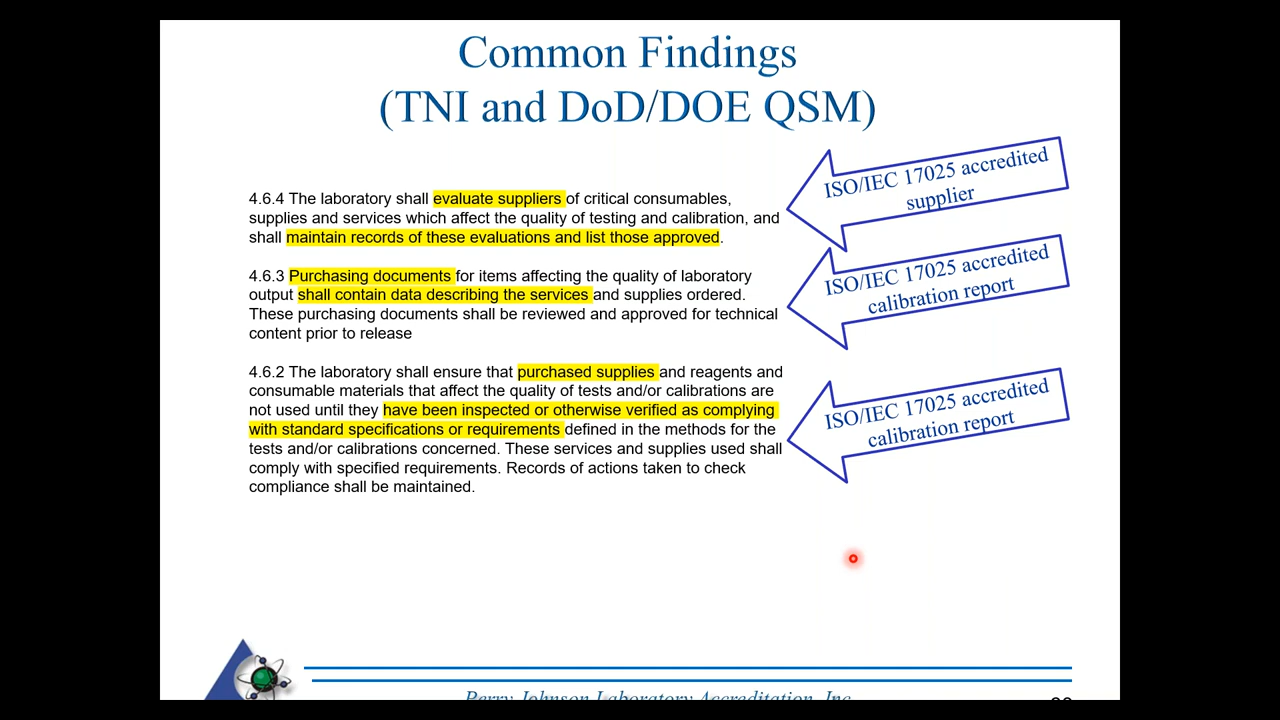 Common Findings
(TNI and DoD/DOE QSM)
4.6.4 The laboratory shall evaluate suppliers of critical consumables,
supplies and services which affect the quality of testing and calibration, and
shall maintain records of these evaluations and list those approved.
ISO/IEC 17025 accredited
supplier
4.6.3 Purchasing documents for items affecting the quality of laboratory
output shall contain data describing the services and supplies ordered.
These purchasing documents shall be reviewed and approved for technical
content prior to release
ISO/IEC 17025 accredited
calibration report
4.6.2 The laboratory shall ensure that purchased supplies and reagents and
consumable materials that affect the quality of tests and/or calibrations are
not used until they have been inspected or otherwise verified as complying
with standard specifications or requirements defined in the methods for the
tests and/or calibrations concerned. These services and supplies used shall
comply with specified requirements. Records of actions taken to check
compliance shall be maintained.
ISO/IEC 17025 accredited
calibration report
Perry Johnson Laboratory Accreditation, Inc